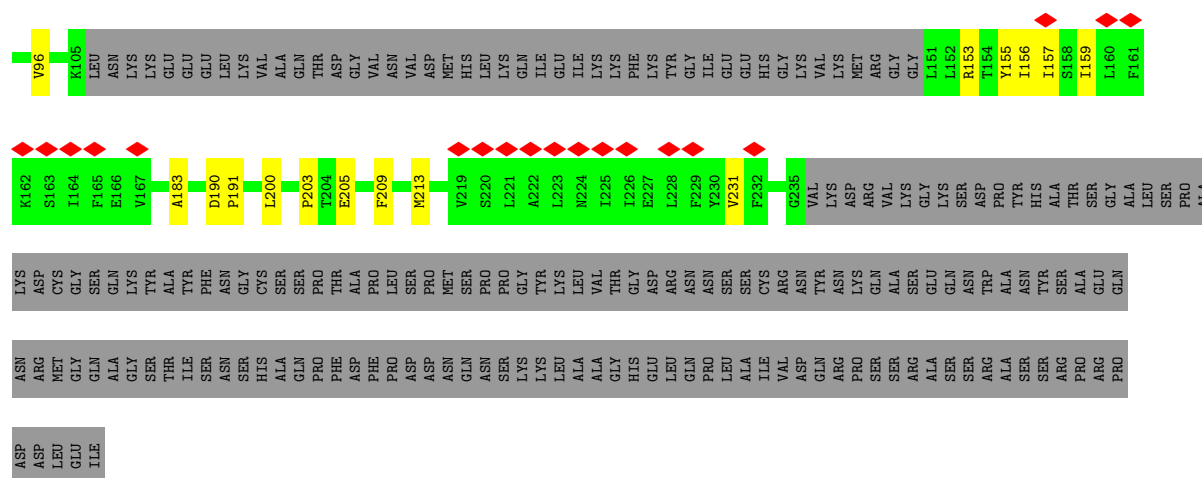 V96 K105 LEU ASN LYS LYS GLU GLU GLU LEU LYS VAL ALA GLN THR ASP GLY VAL ASN VAL ASP MET HIS LEU LYS GLN ILE GLU ILE LYS LYS PHE LYS TYR GLY ILE GLU GLU HIS GLY LYS VAL LYS MET ARG GLY GLY L151 L152 R153 T154 Y155 I156 I157 S158 I159 L160 F161
K162 S163 I164 F165 E166 V167 A183 D190 P191 L200 P203 T204 E205 F209 M213 V219 S220 L221 A222 L223 N224 I225 I226 E227 L228 F229 Y230 V231 F232 G235 VAL LYS ASP ARG VAL LYS GLY LYS SER ASP PRO TYR HIS ALA THR SER GLY ALA LEU SER PRO ALA
LYS ASP CYS GLY SER GLN LYS TYR ALA TYR PHE ASN GLY CYS SER SER PRO THR ALA PRO LEU SER PRO MET SER PRO PRO GLY TYR LYS LEU VAL THR GLY ASP ARG ASN ASN SER SER CYS ARG ASN TYR ASN LYS GLN ALA SER GLU GLN ASN TRP ALA ASN TYR SER ALA GLU GLN
ASN ARG MET GLY GLN ALA GLY SER THR ILE SER ASN SER HIS ALA GLN PRO PHE ASP PHE PRO ASP ASP ASN GLN ASN SER LYS LYS LEU ALA ALA GLY HIS GLU LEU GLN PRO LEU ALA ILE VAL ASP GLN ARG PRO SER SER ARG ALA SER SER ARG ALA SER SER ARG PRO ARG PRO
ASP ASP LEU GLU ILE